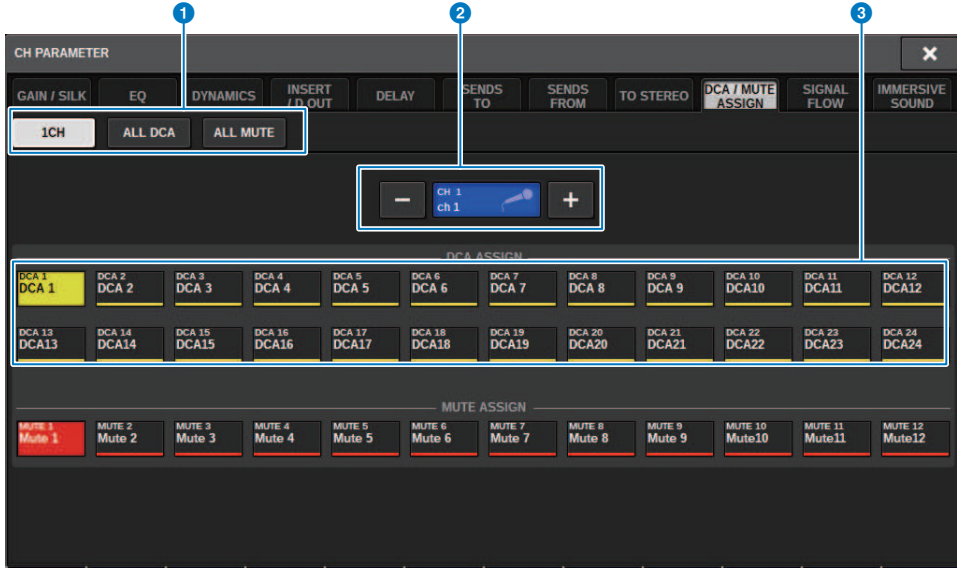 1 2 3
CH PARAMETER ×
GAIN / SILK EQ DYNAMICS INSERT / D.OUT DELAY SENDS TO SENDS FROM TO STEREO DCA / MUTE ASSIGN SIGNAL FLOW IMMERSIVE SOUND
1CH ALL DCA ALL MUTE
− CH 1 +
ch 1
DCA ASSIGN
DCA 1 DCA 2 DCA 3 DCA 4 DCA 5 DCA 6 DCA 7 DCA 8 DCA 9 DCA 10 DCA 11 DCA 12
DCA 1 DCA 2 DCA 3 DCA 4 DCA 5 DCA 6 DCA 7 DCA 8 DCA 9 DCA10 DCA11 DCA12
DCA 13 DCA 14 DCA 15 DCA 16 DCA 17 DCA 18 DCA 19 DCA 20 DCA 21 DCA 22 DCA 23 DCA 24
DCA13 DCA14 DCA15 DCA16 DCA17 DCA18 DCA19 DCA20 DCA21 DCA22 DCA23 DCA24
MUTE ASSIGN
MUTE 1 MUTE 2 MUTE 3 MUTE 4 MUTE 5 MUTE 6 MUTE 7 MUTE 8 MUTE 9 MUTE 10 MUTE 11 MUTE 12
Mute 1 Mute 2 Mute 3 Mute 4 Mute 5 Mute 6 Mute 7 Mute 8 Mute 9 Mute10 Mute11 Mute12